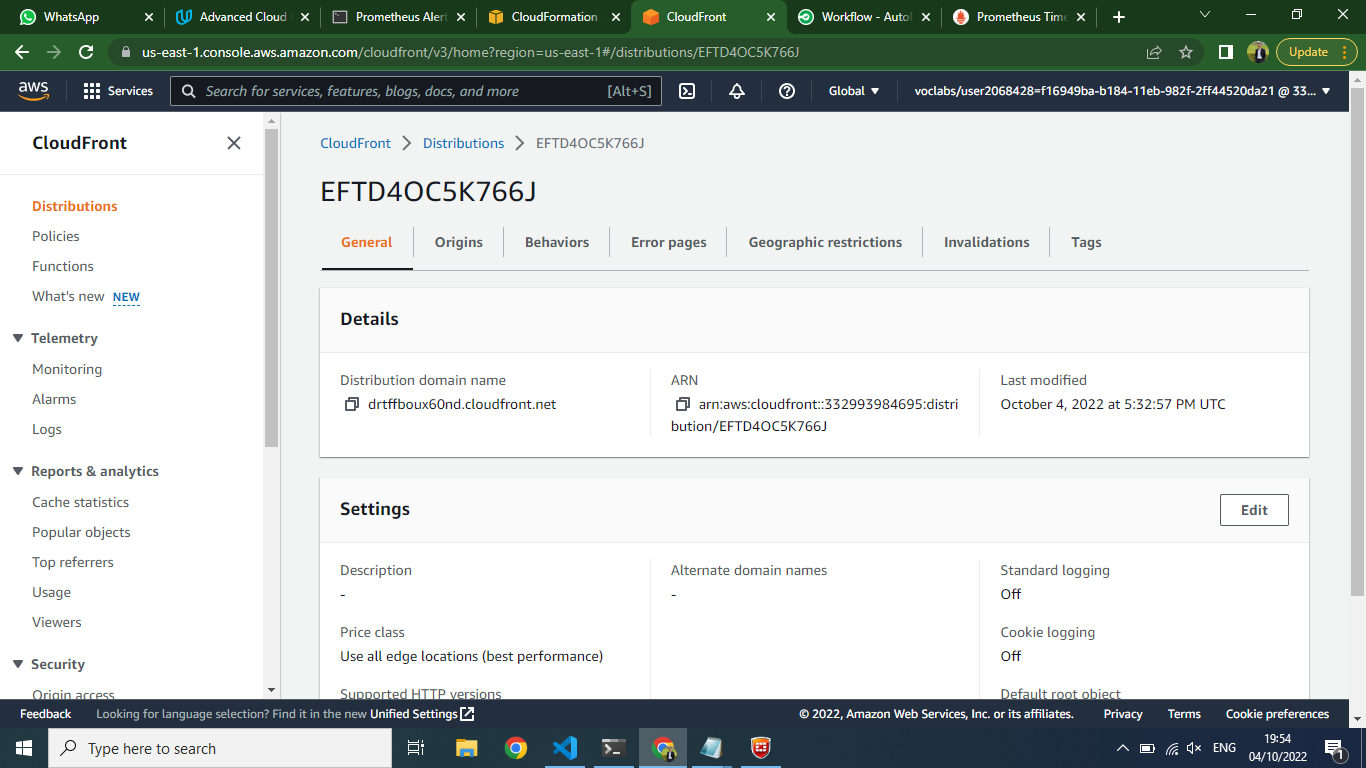 WhatsApp
Advanced Cloud
Prometheus Alert
CloudFormation
CloudFront
Workflow - Autol
Prometheus Time
us-east-1.console.aws.amazon.com/cloudfront/v3/home?region=us-east-1#/distributions/EFTD4OC5K766J
Update
aws
Services
Search for services, features, blogs, docs, and more [Alt+S]
Global
voclabs/user2068428=f16949ba-b184-11eb-982f-2ff44520da21 @ 33...
CloudFront
Distributions
Policies
Functions
What's new NEW
Telemetry
Monitoring
Alarms
Logs
Reports & analytics
Cache statistics
Popular objects
Top referrers
Usage
Viewers
Security
Origin access
CloudFront
Distributions
EFTD4OC5K766J
EFTD4OC5K766J
General
Origins
Behaviors
Error pages
Geographic restrictions
Invalidations
Tags
Details
Distribution domain name
drtffboux60nd.cloudfront.net
ARN
arn:aws:cloudfront::332993984695:distri
bution/EFTD4OC5K766J
Last modified
October 4, 2022 at 5:32:57 PM UTC
Settings
Edit
Description
-
Price class
Use all edge locations (best performance)
Supported HTTP versions
Alternate domain names
-
Standard logging
Off
Cookie logging
Off
Default root object
Feedback
Looking for language selection? Find it in the new Unified Settings
© 2022, Amazon Web Services, Inc. or its affiliates.
Privacy
Terms
Cookie preferences
Type here to search
ENG
19:54
04/10/2022
1